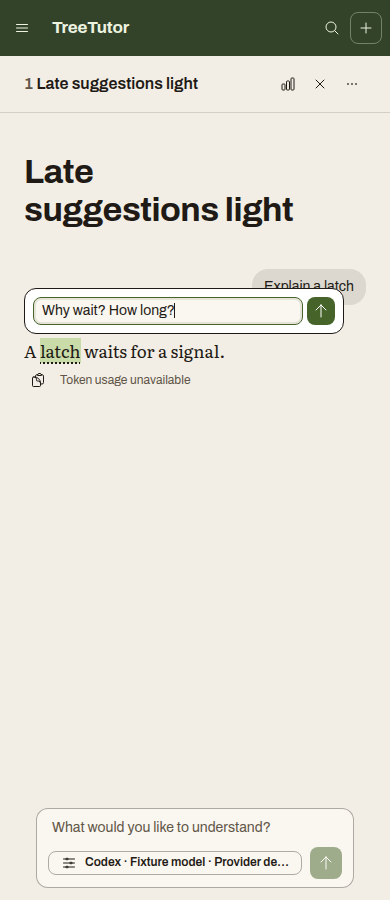 TreeTutor
1 Late suggestions light
Late
suggestions light
Explain a latch
Why wait? How long?
A latch waits for a signal.
Token usage unavailable
What would you like to understand?
Codex · Fixture model · Provider de...